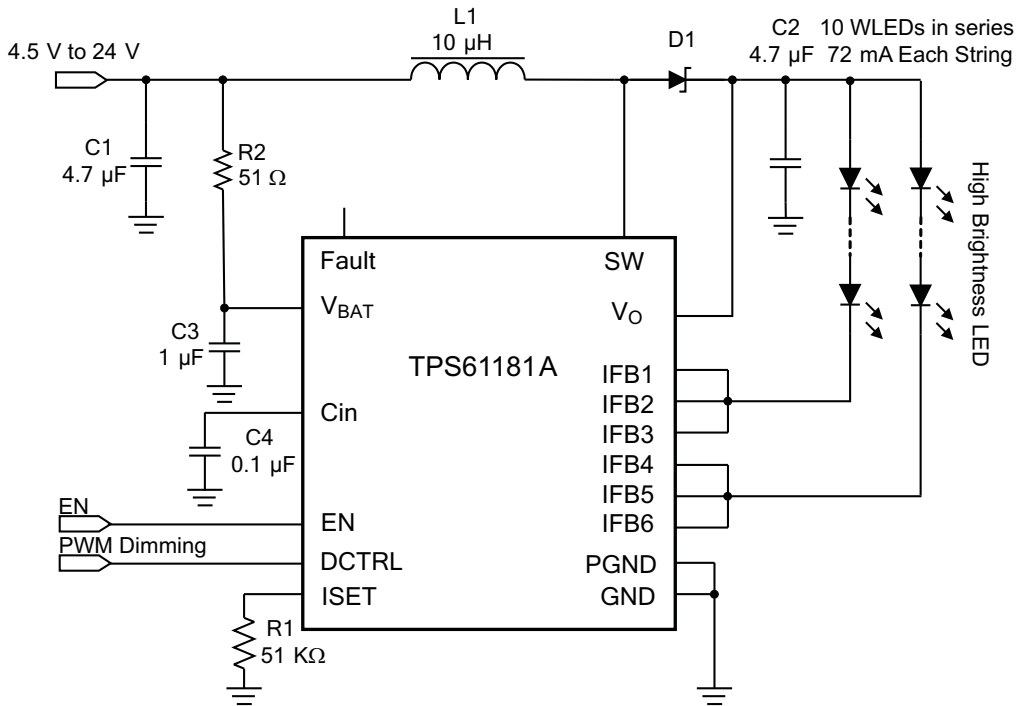 4.5 V to 24 V
L1
10 µH
D1
C2
4.7 µF
10 WLEDs in series
72 mA Each String
C1
4.7 µF
R2
51 Ω
High Brightness LED
Fault
SW
VBAT
VO
C3
1 µF
TPS61181A
IFB1
IFB2
IFB3
Cin
C4
0.1 µF
IFB4
IFB5
IFB6
EN
EN
PWM Dimming
DCTRL
PGND
ISET
GND
R1
51 KΩ